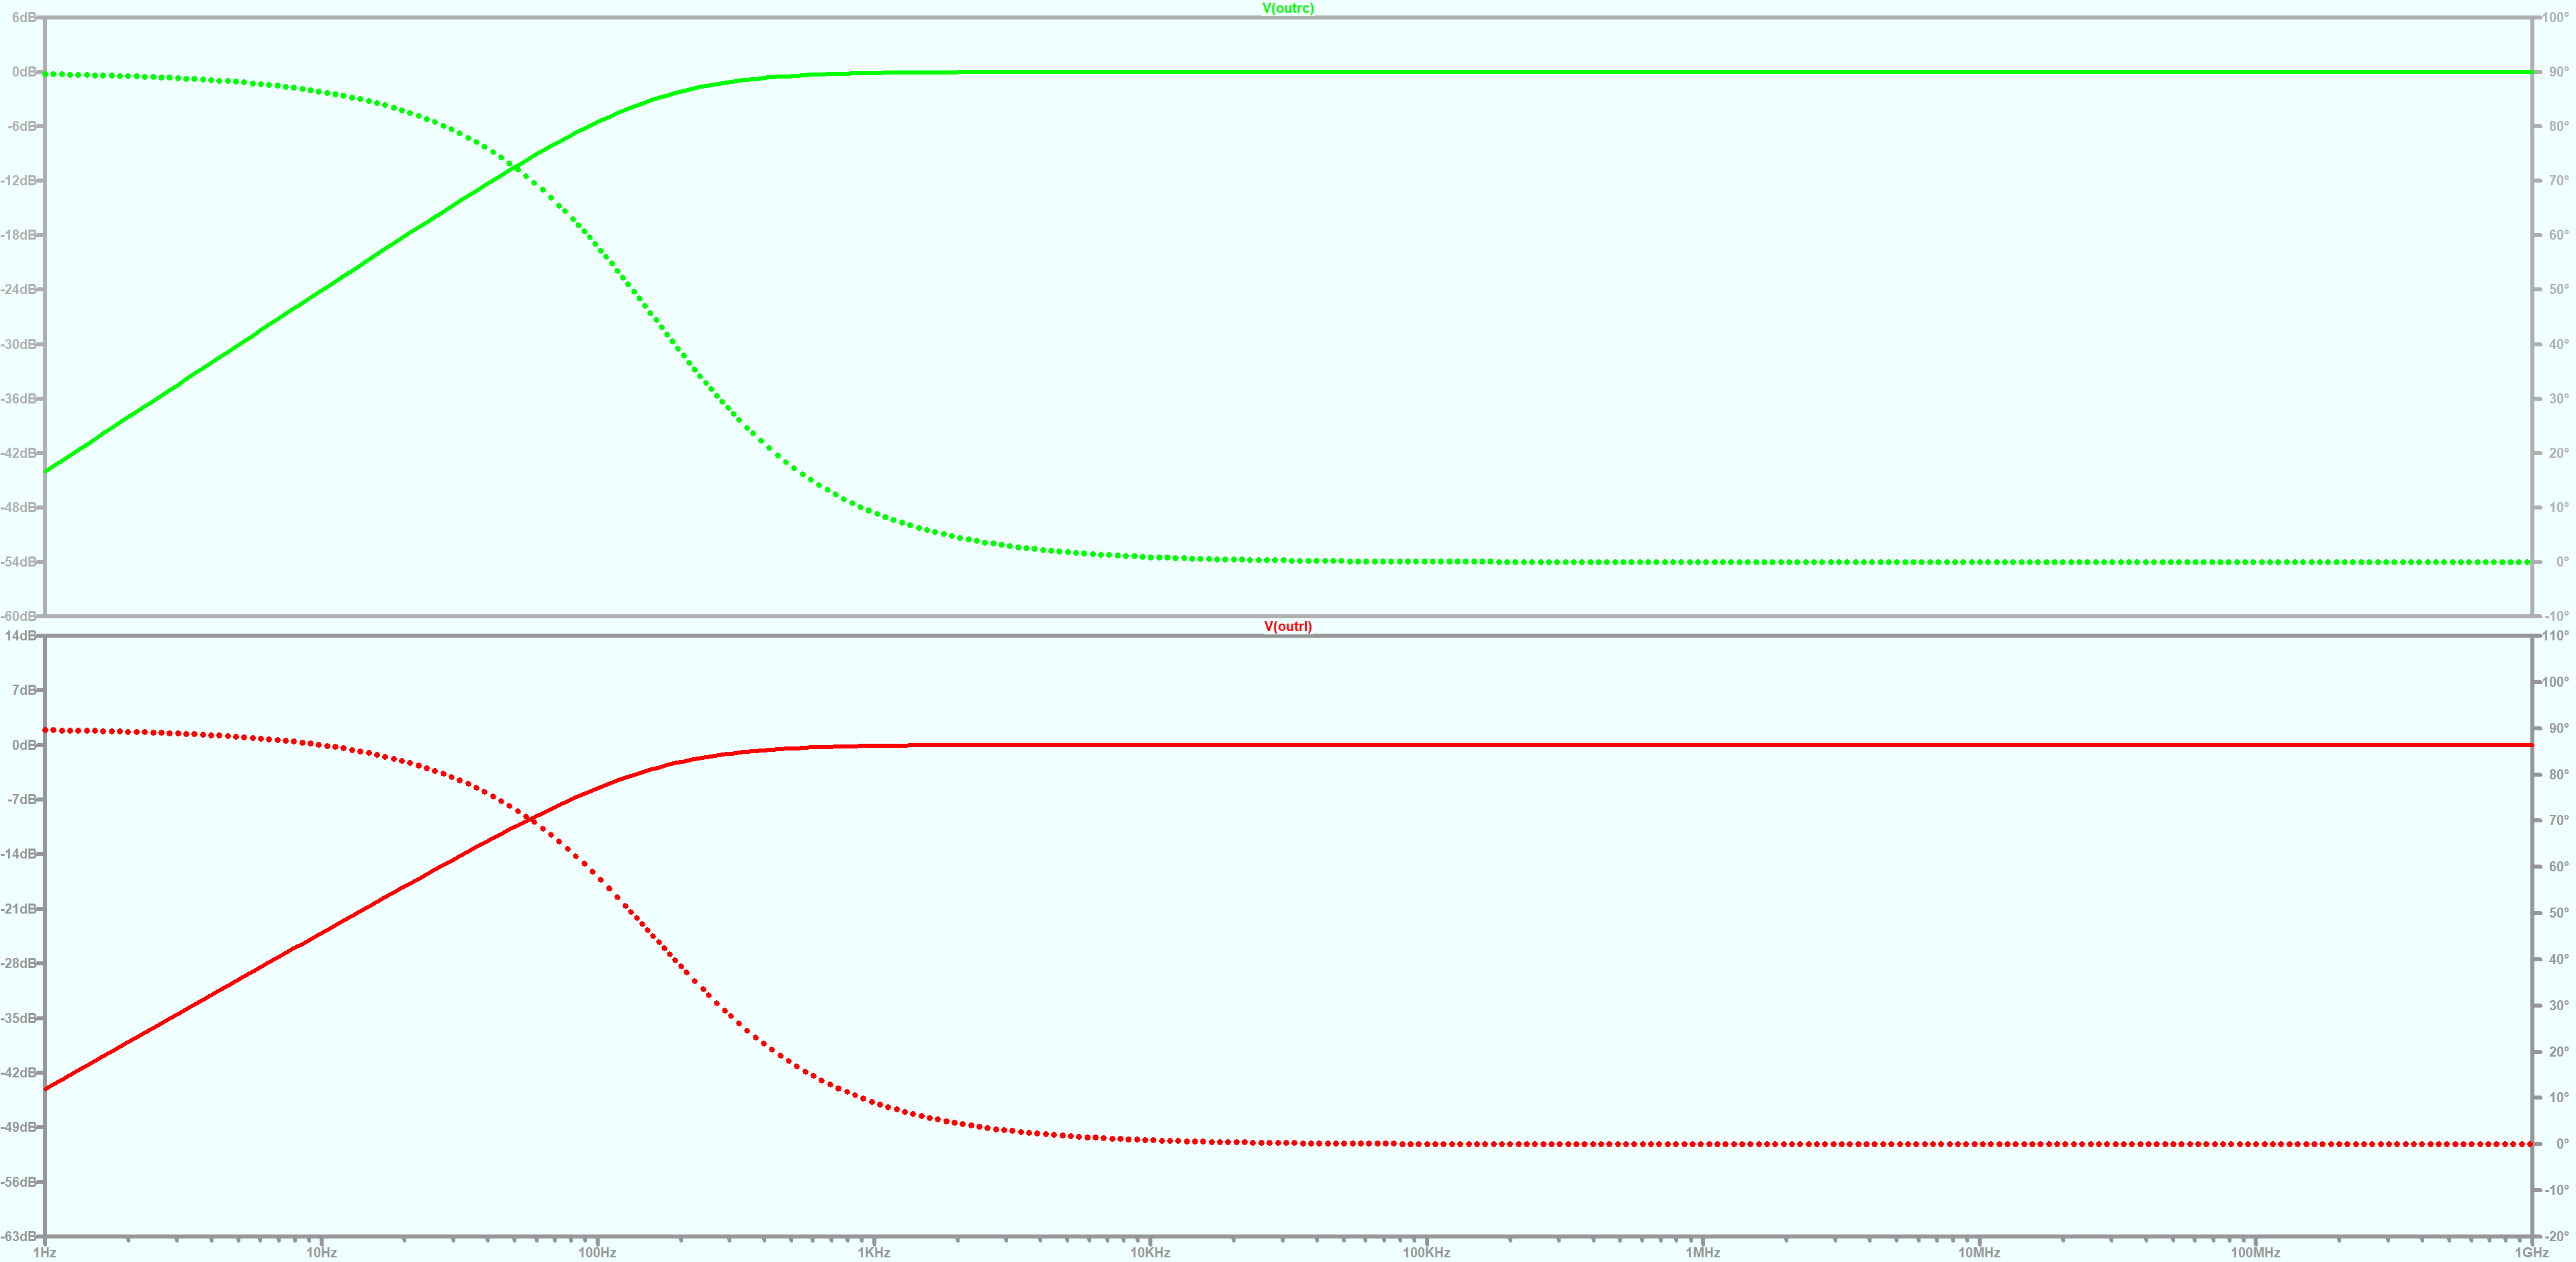 V(outrc)
6dB 100°
0dB 90°
-6dB 80°
-12dB 70°
-18dB 60°
-24dB 50°
-30dB 40°
-36dB 30°
-42dB 20°
-48dB 10°
-54dB 0°
-60dB -10°
V(outrl)
14dB 110°
7dB 100°
0dB 90°
-7dB 80°
-14dB 70°
-21dB 60°
-28dB 50°
-35dB 40°
-42dB 30°
-49dB 20°
-56dB 10°
-63dB 0°
-10°
-20°
1Hz 10Hz 100Hz 1KHz 10KHz 100KHz 1MHz 10MHz 100MHz 1GHz